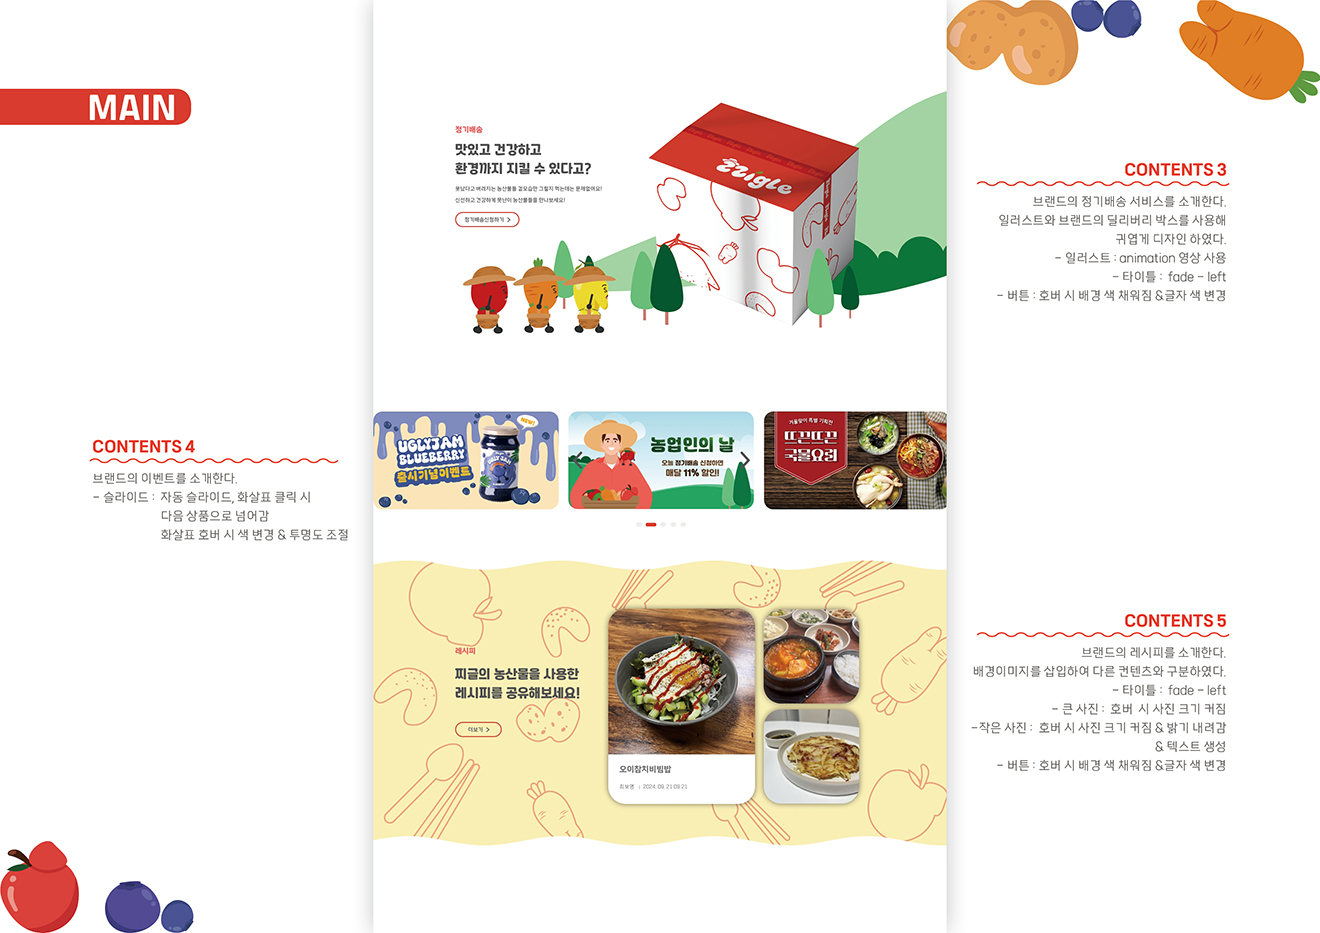 MAIN
정기배송
맛있고 건강하고
환경까지 지킬 수 있다고?
못났다고 버려지는 농산물들 겉모습만 그렇지 먹는데는 문제없어요!
신선하고 건강하게 못난이 농산물들을 만나보세요!
정기배송신청하기 >
CONTENTS 3
브랜드의 정기배송 서비스를 소개한다.
일러스트와 브랜드의 딜리버리 박스를 사용해
귀엽게 디자인 하였다.
- 일러스트 : animation 영상 사용
- 타이틀 : fade - left
- 버튼 : 호버 시 배경 색 채워짐 &글자 색 변경
CONTENTS 4
브랜드의 이벤트를 소개한다.
- 슬라이드 : 자동 슬라이드, 화살표 클릭 시
다음 상품으로 넘어감
화살표 호버 시 색 변경 & 투명도 조절
UGLYJAM
BLUEBERRY
출시기념이벤트
NEW!
농업인의 날
오늘 정기배송 신청하면
매달 11% 할인!
겨울맞이 특별 기획전
뜨끈뜨끈
국물요리
레시피
피글의 농산물을 사용한
레시피를 공유해보세요!
더보기 >
오이참치비빔밥
최보영 | 2024. 09. 21 09:21
CONTENTS 5
브랜드의 레시피를 소개한다.
배경이미지를 삽입하여 다른 컨텐츠와 구분하였다.
- 타이틀 : fade - left
- 큰 사진 : 호버 시 사진 크기 커짐
-작은 사진 : 호버 시 사진 크기 커짐 & 밝기 내려감
& 텍스트 생성
- 버튼 : 호버 시 배경 색 채워짐 &글자 색 변경